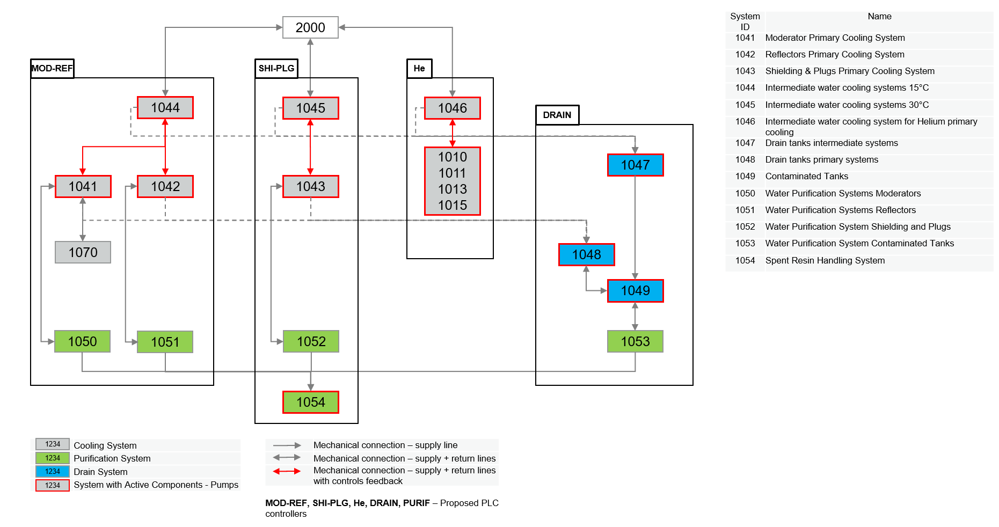 2000
MOD-REF
SHI-PLG
He
DRAIN
1044
1045
1046
1010
1011
1013
1015
1047
1041
1042
1043
1070
1048
1049
1050
1051
1052
1053
1054
System ID Name
1041 Moderator Primary Cooling System
1042 Reflectors Primary Cooling System
1043 Shielding & Plugs Primary Cooling System
1044 Intermediate water cooling systems 15°C
1045 Intermediate water cooling systems 30°C
1046 Intermediate water cooling system for Helium primary
cooling
1047 Drain tanks intermediate systems
1048 Drain tanks primary systems
1049 Contaminated Tanks
1050 Water Purification Systems Moderators
1051 Water Purification Systems Reflectors
1052 Water Purification System Shielding and Plugs
1053 Water Purification System Contaminated Tanks
1054 Spent Resin Handling System
1234 Cooling System
1234 Purification System
1234 Drain System
1234 System with Active Components - Pumps
Mechanical connection – supply line
Mechanical connection – supply + return lines
Mechanical connection – supply + return lines
with controls feedback
MOD-REF, SHI-PLG, He, DRAIN, PURIF – Proposed PLC
controllers